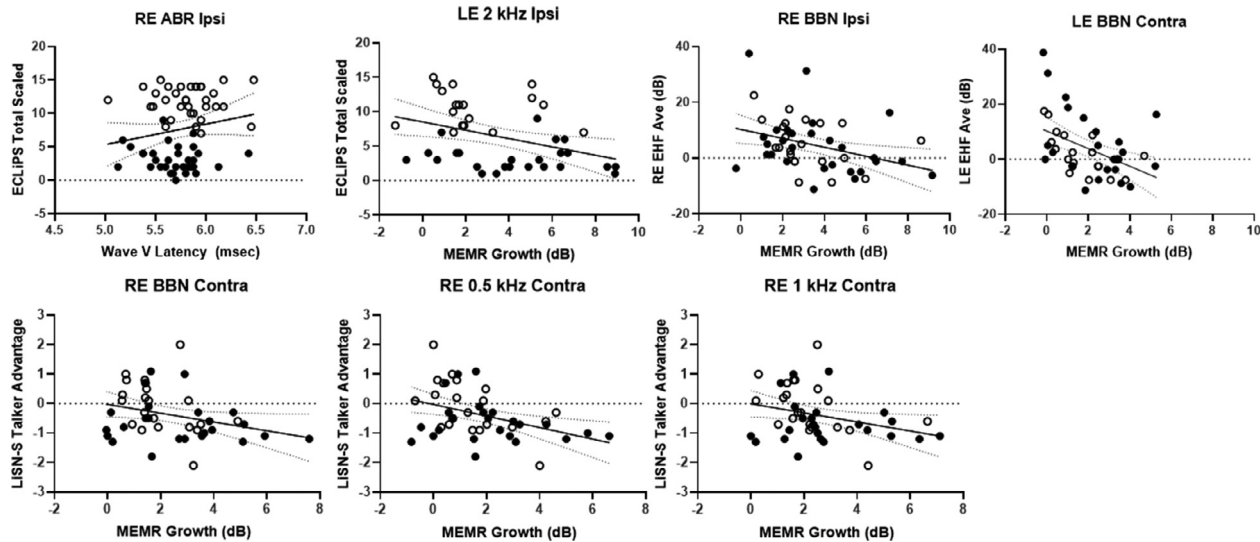 RE ABR Ipsi
ECLiPS Total Scaled
20
15
10
5
0
-5
4.5 5.0 5.5 6.0 6.5 7.0
Wave V Latency (msec)
LE 2 kHz Ipsi
ECLiPS Total Scaled
20
15
10
5
0
-5
-2 0 2 4 6 8 10
MEMR Growth (dB)
RE BBN Ipsi
RE EHF Ave (dB)
40
20
0
-20
-2 0 2 4 6 8 10
MEMR Growth (dB)
LE BBN Contra
LE EHF Ave (dB)
40
20
0
-20
-2 0 2 4 6 8 10
MEMR Growth (dB)
RE BBN Contra
LISN-S Talker Advantage
3
2
1
0
-1
-2
-3
-2 0 2 4 6 8
MEMR Growth (dB)
RE 0.5 kHz Contra
LISN-S Talker Advantage
3
2
1
0
-1
-2
-3
-2 0 2 4 6 8
MEMR Growth (dB)
RE 1 kHz Contra
LISN-S Talker Advantage
3
2
1
0
-1
-2
-3
-2 0 2 4 6 8
MEMR Growth (dB)